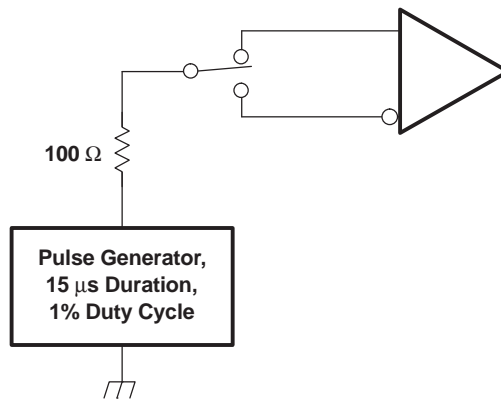 100 Ω
Pulse Generator,
15 μs Duration,
1% Duty Cycle